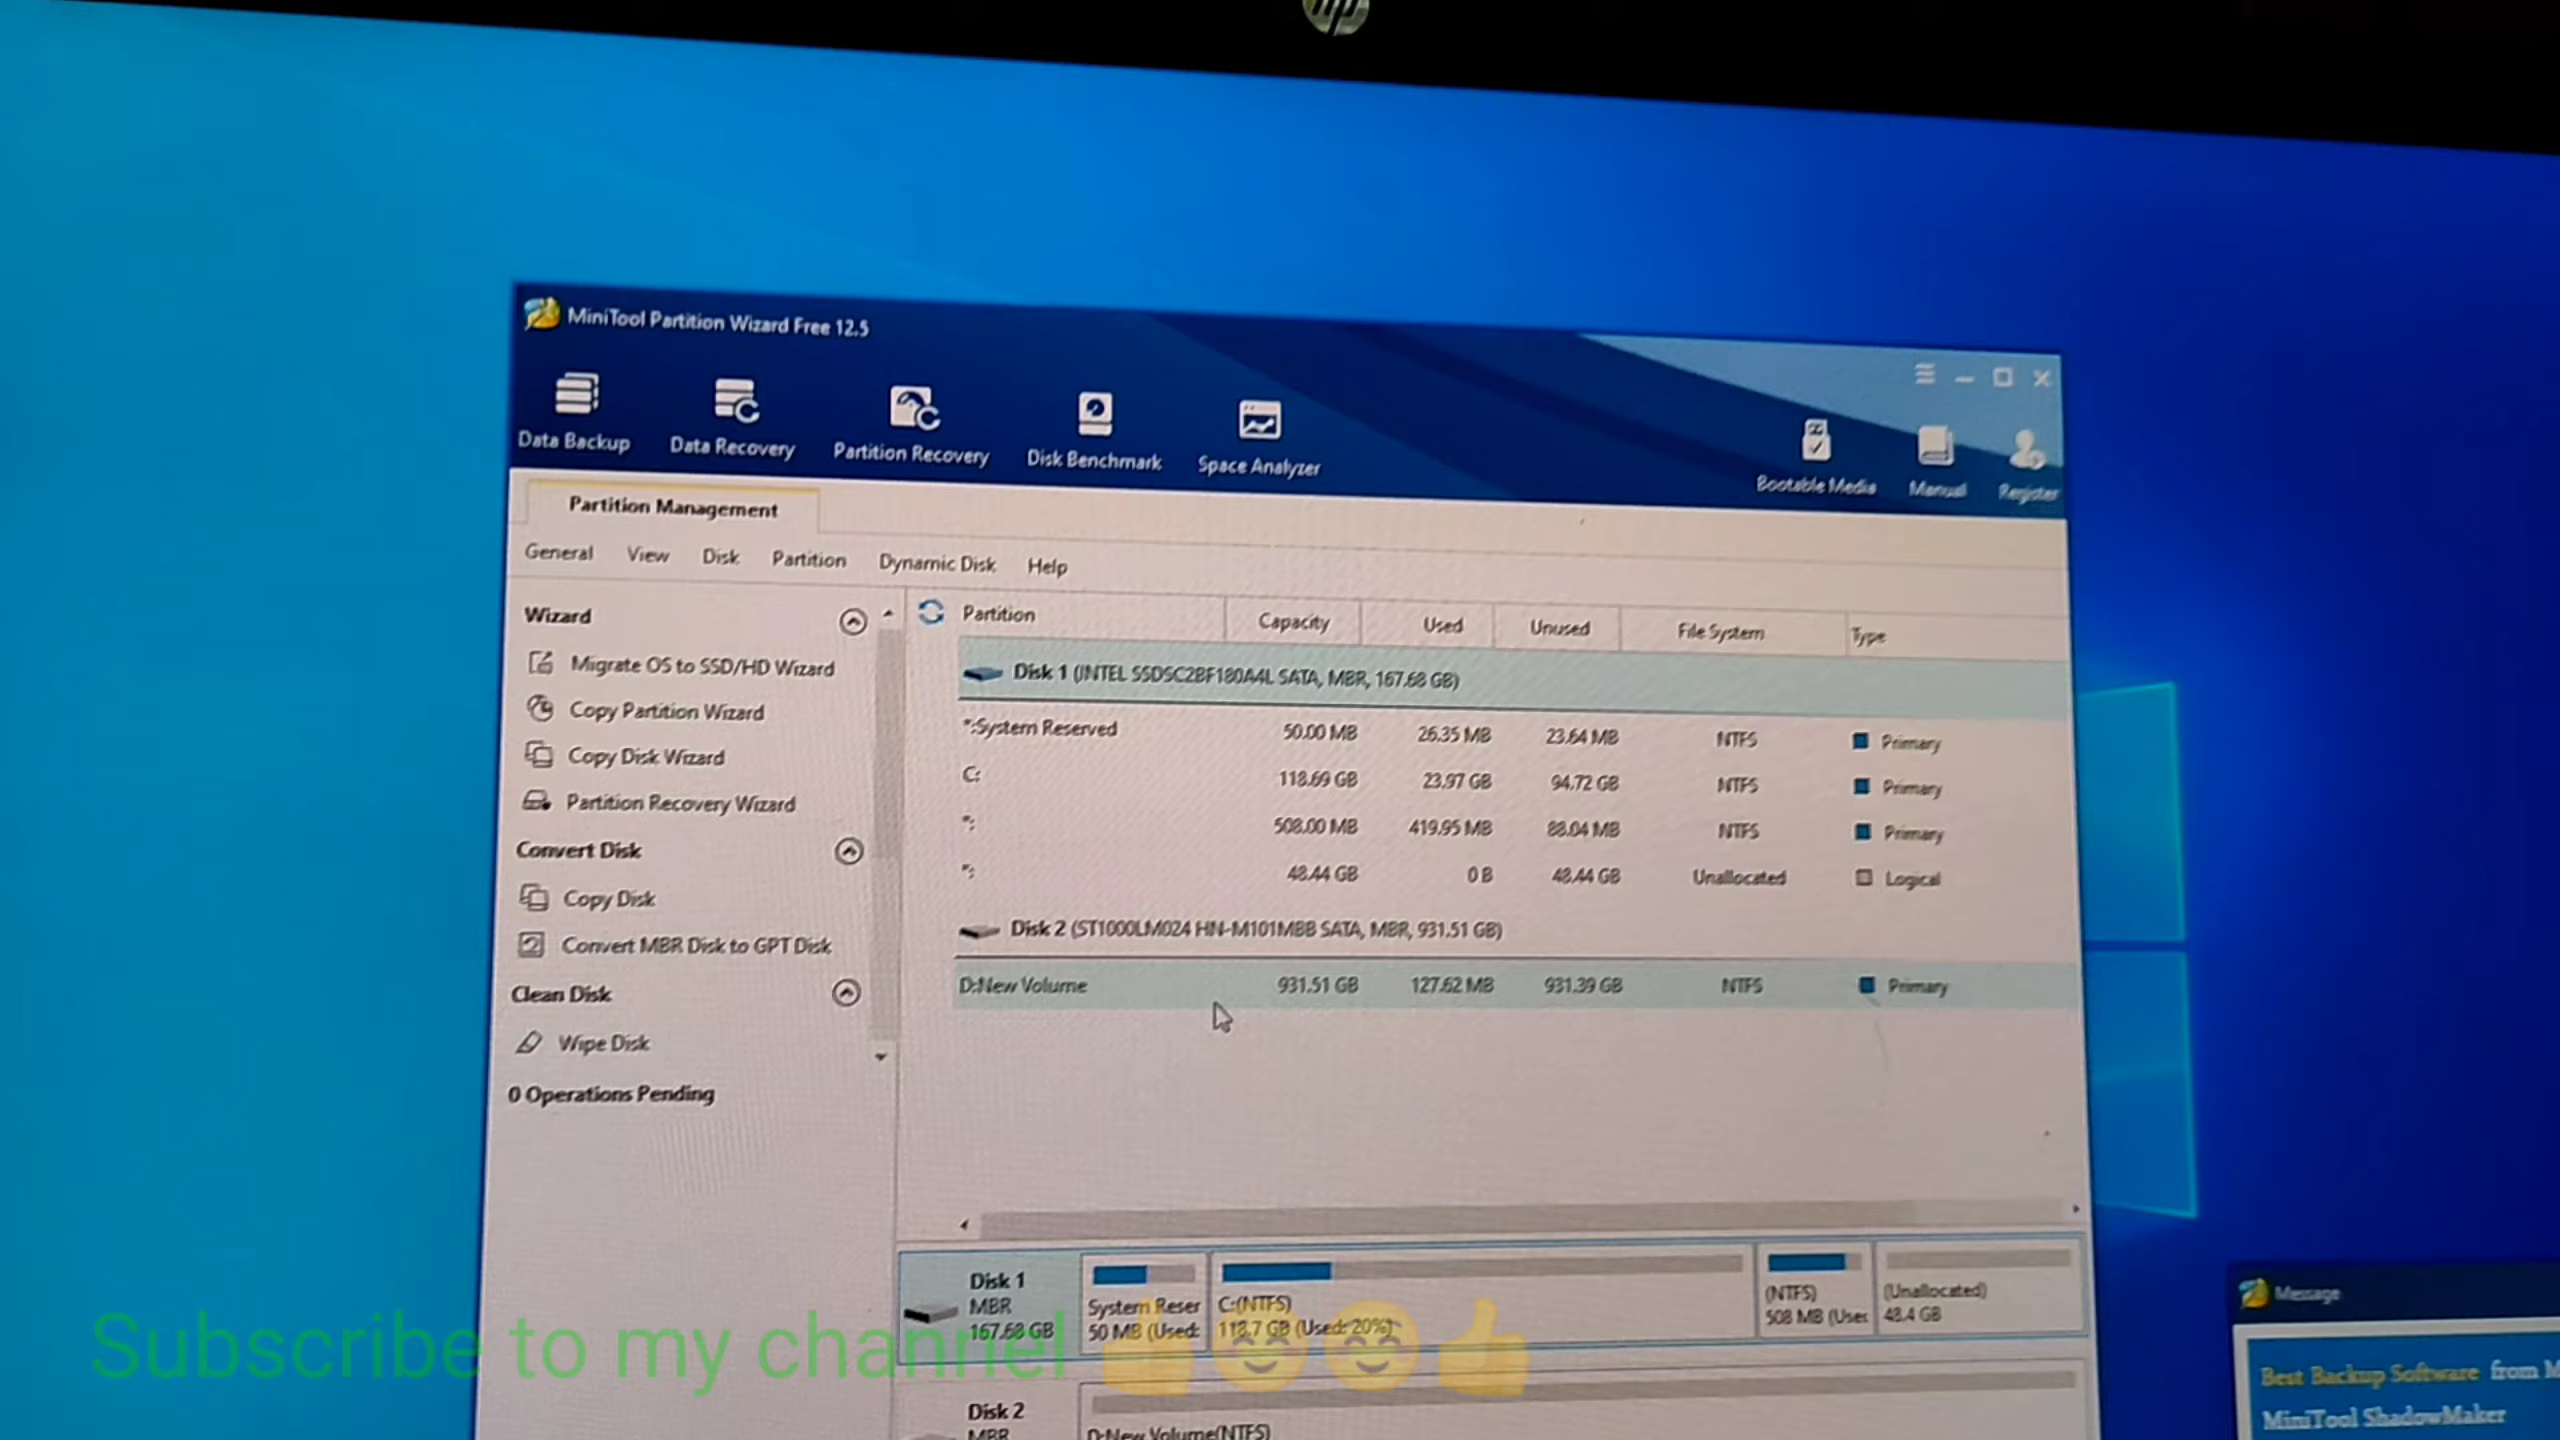 hp
MiniTool Partition Wizard Free 12.5
Data Backup
Data Recovery
Partition Recovery
Disk Benchmark
Space Analyzer
Bootable Media
Manual
Register
Partition Management
General View Disk Partition Dynamic Disk Help
Wizard
Migrate OS to SSD/HD Wizard
Copy Partition Wizard
Copy Disk Wizard
Partition Recovery Wizard
Convert Disk
Copy Disk
Convert MBR Disk to GPT Disk
Clean Disk
Wipe Disk
0 Operations Pending
Partition Capacity Used Unused File System Type
Disk 1 (INTEL SSDSC2BF180A4L SATA, MBR, 167.68 GB)
*:System Reserved 50.00 MB 26.35 MB 23.64 MB NTFS Primary
C: 118.69 GB 23.97 GB 94.72 GB NTFS Primary
*: 508.00 MB 419.95 MB 88.04 MB NTFS Primary
*: 48.44 GB 0 B 48.44 GB Unallocated Logical
Disk 2 (ST1000LM024 HN-M101MBB SATA, MBR, 931.51 GB)
D:New Volume 931.51 GB 127.62 MB 931.39 GB NTFS Primary
Disk 1
MBR
167.68 GB
System Reser
50 MB (Used:
C:(NTFS)
118.7 GB (Used: 20%)
(NTFS)
508 MB (Used
(Unallocated)
48.4 GB
Disk 2
MBR
D:New Volume(NTFS)
Subscribe to my channel 👍😊😊👍
Message
Best Backup Software from M
MiniTool ShadowMaker